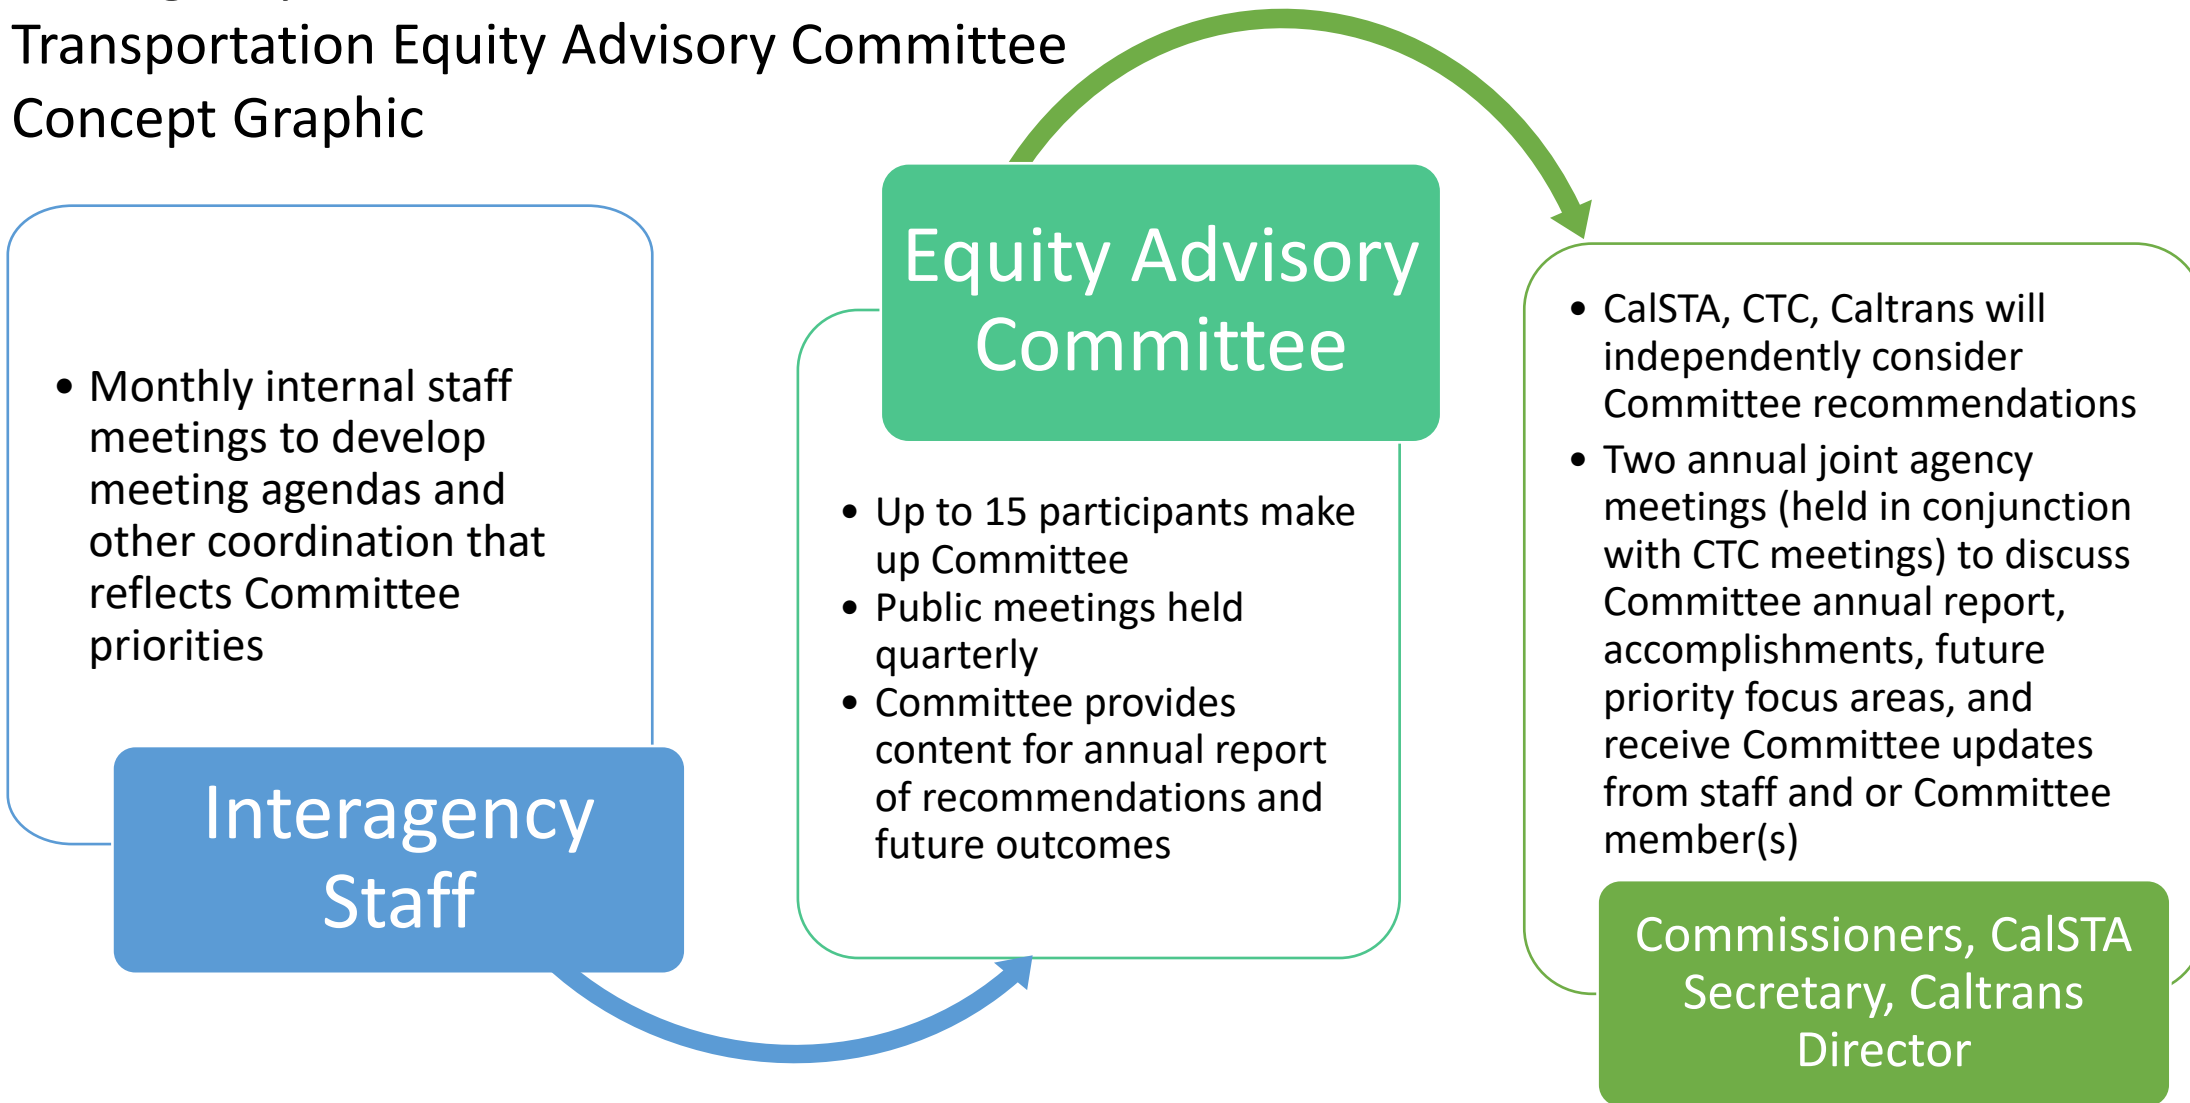 Transportation Equity Advisory Committee
Concept Graphic
• Monthly internal staff
meetings to develop
meeting agendas and
other coordination that
reflects Committee
priorities
Interagency
Staff
Equity Advisory
Committee
• Up to 15 participants make
up Committee
• Public meetings held
quarterly
• Committee provides
content for annual report
of recommendations and
future outcomes
• CalSTA, CTC, Caltrans will
independently consider
Committee recommendations
• Two annual joint agency
meetings (held in conjunction
with CTC meetings) to discuss
Committee annual report,
accomplishments, future
priority focus areas, and
receive Committee updates
from staff and or Committee
member(s)
Commissioners, CalSTA
Secretary, Caltrans
Director